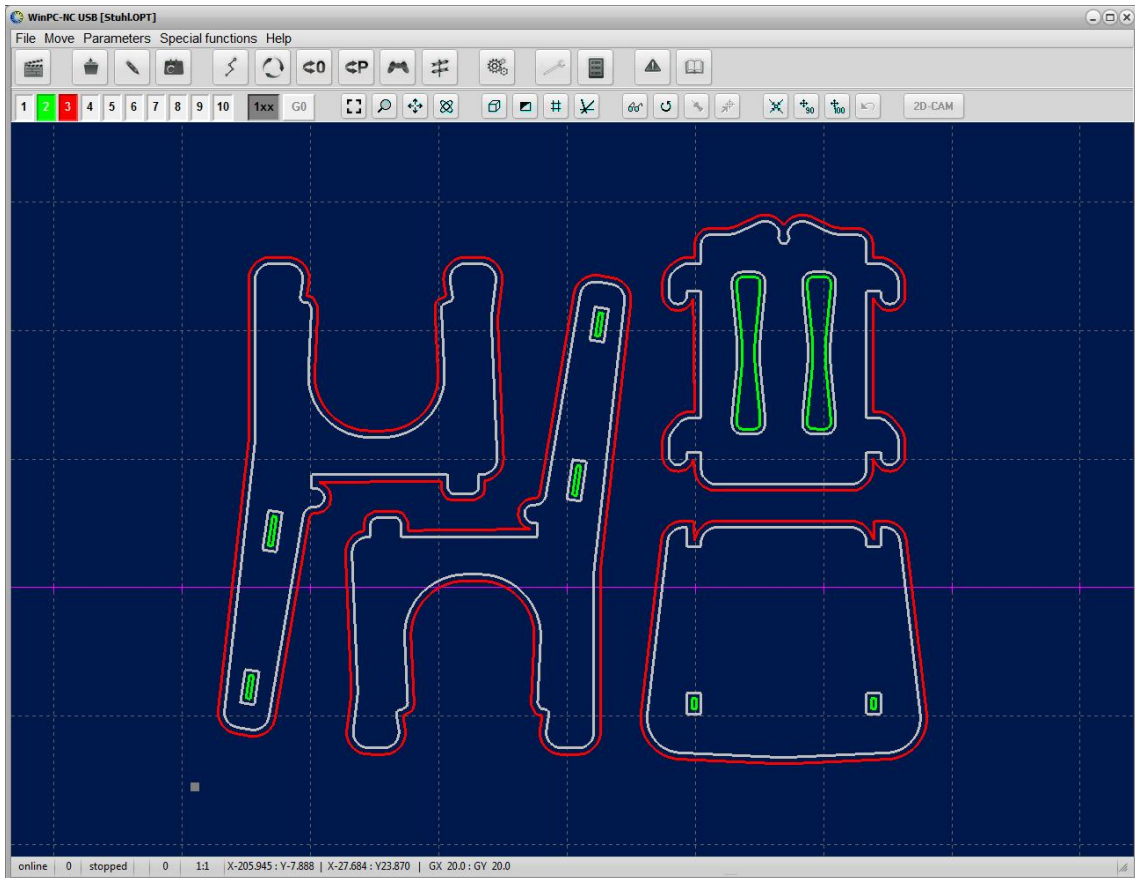 WinPC-NC USB [Stuhl.OPT]
File Move Parameters Special functions Help
0 P
1 2 3 4 5 6 7 8 9 10 1xx G0 90 100 2D-CAM
online 0 stopped 0 1:1 X-205.945 : Y-7.888 | X-27.684 : Y23.870 | GX 20.0 : GY 20.0